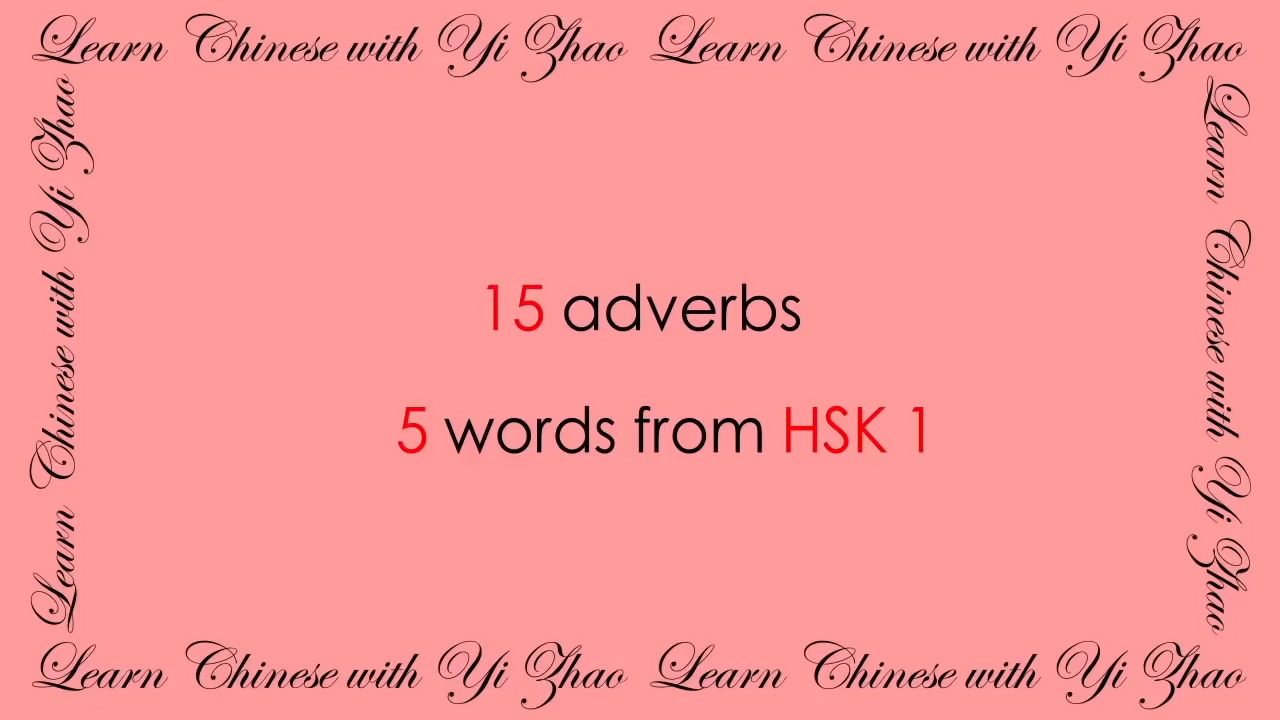 Learn Chinese with Yi Zhao Learn Chinese with Yi Zhao
Learn Chinese with Yi Zhao
15 adverbs
5 words from HSK 1
Learn Chinese with Yi Zhao
Learn Chinese with Yi Zhao Learn Chinese with Yi Zhao